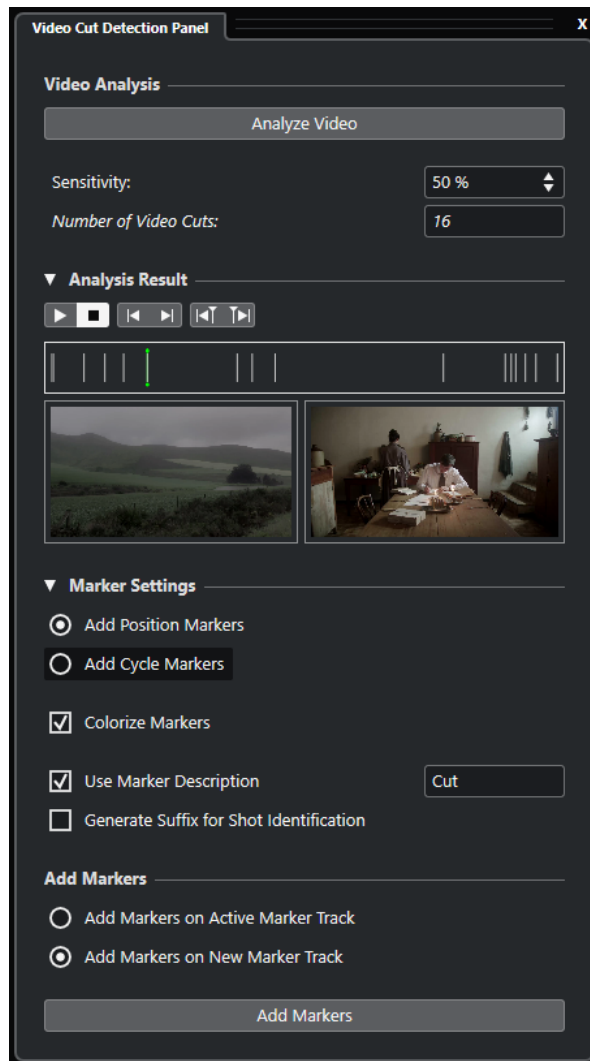 Video Cut Detection Panel
X
Video Analysis
Analyze Video
Sensitivity: 50 %
Number of Video Cuts: 16
Analysis Result
Marker Settings
Add Position Markers
Add Cycle Markers
Colorize Markers
Use Marker Description Cut
Generate Suffix for Shot Identification
Add Markers
Add Markers on Active Marker Track
Add Markers on New Marker Track
Add Markers